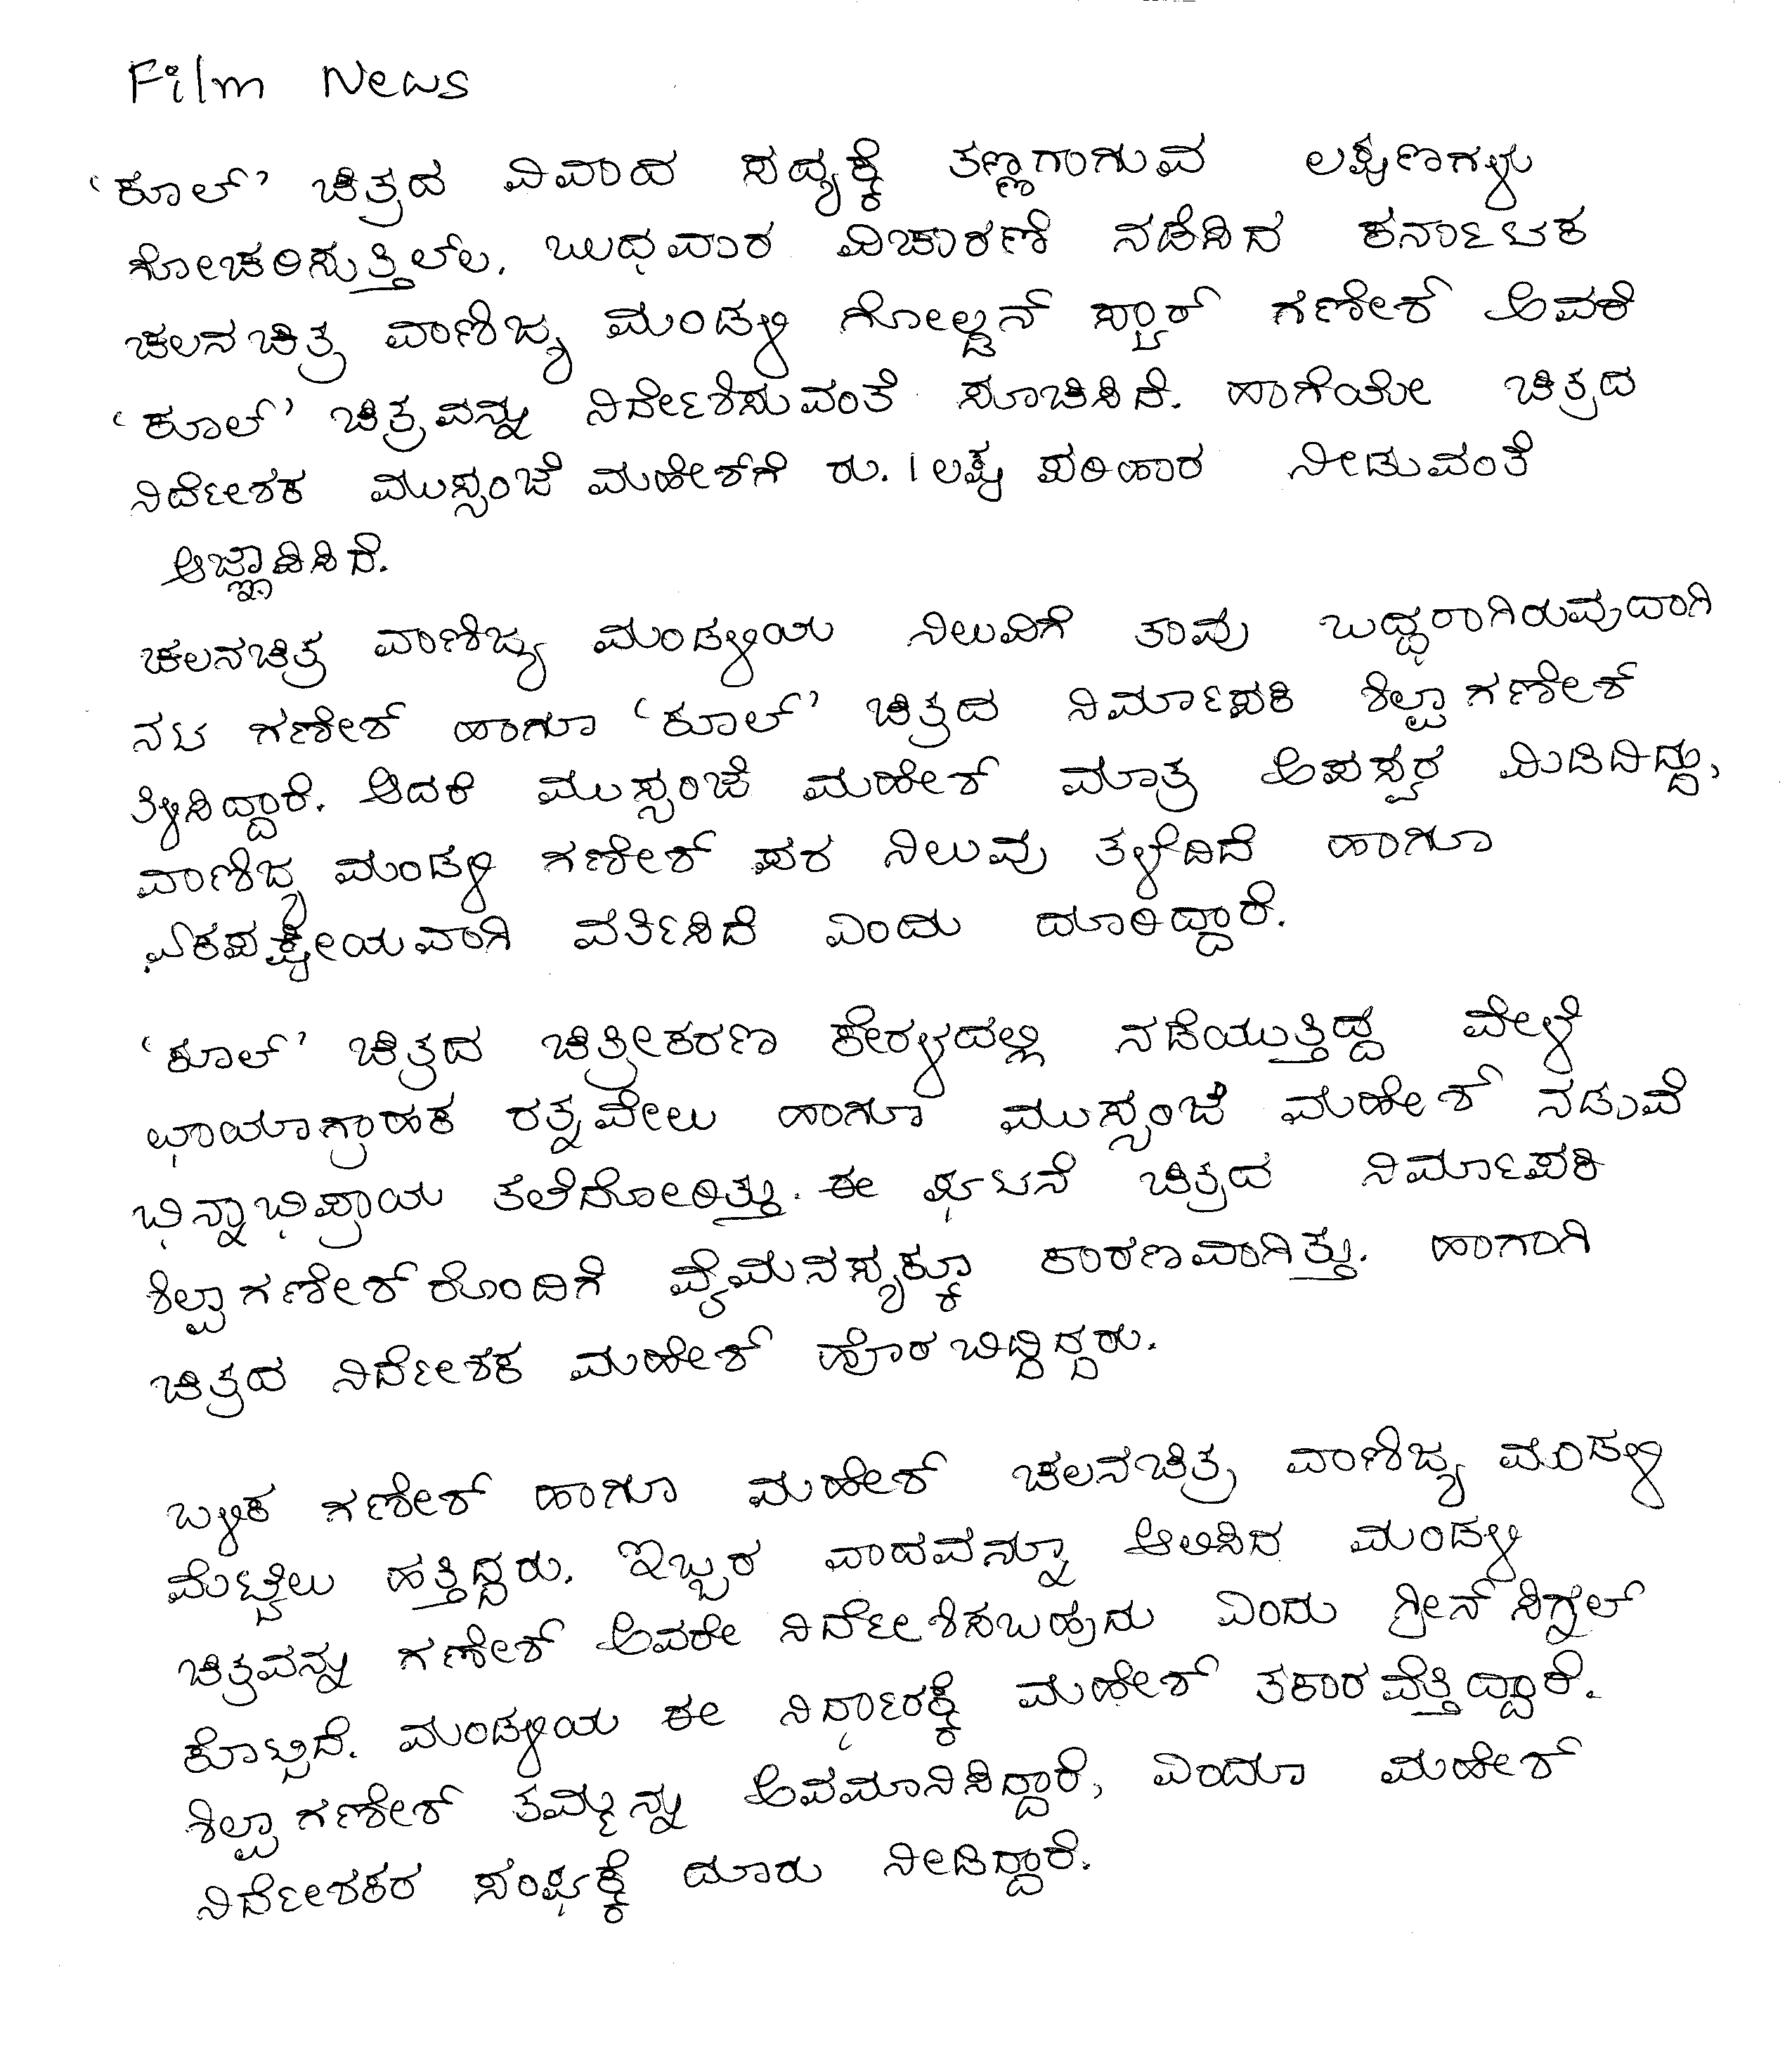 Film News
'ಕೂಲ್' ಚಿತ್ರದ ವಿವಾದ ಸದ್ಯಕ್ಕೆ ತಣ್ಣಗಾಗುವ ಲಕ್ಷಣಗಳು
ಗೋಚರಿಸುತ್ತಿಲ್ಲ. ಬುಧವಾರ ವಿಚಾರಣೆ ನಡೆಸಿದ ಕರ್ನಾಟಕ
ಚಲನಚಿತ್ರ ವಾಣಿಜ್ಯ ಮಂಡಳಿ ಗೋಲ್ಡನ್ ಸ್ಟಾರ್ ಗಣೇಶ್ ಅವರೆ
'ಕೂಲ್' ಚಿತ್ರವನ್ನು ನಿರ್ದೇಶಿಸುವಂತೆ ಸೂಚಿಸಿದೆ. ಹಾಗೆಯೇ ಚಿತ್ರದ
ನಿರ್ದೇಶಕ ಮುಸ್ಸಂಜೆ ಮಹೇಶ್‌ಗೆ ರು. 1 ಲಕ್ಷ ಪರಿಹಾರ ನೀಡುವಂತೆ
ಆಜ್ಞಾಪಿಸಿದೆ.
ಚಲನಚಿತ್ರ ವಾಣಿಜ್ಯ ಮಂಡಳಿಯ ನಿಲುವಿಗೆ ತಾವು ಬದ್ಧರಾಗಿರುವುದಾಗಿ
ನಟ ಗಣೇಶ್ ಹಾಗೂ 'ಕೂಲ್' ಚಿತ್ರದ ನಿರ್ಮಾಪಕಿ ಶಿಲ್ಪಾ ಗಣೇಶ್
ತಿಳಿಸಿದ್ದಾರೆ. ಆದರೆ ಮುಸ್ಸಂಜೆ ಮಹೇಶ್ ಮಾತ್ರ ಅಪಸ್ವರ ಮಿಡಿದಿದ್ದು,
ವಾಣಿಜ್ಯ ಮಂಡಳಿ ಗಣೇಶ್ ಪರ ನಿಲುವು ತಳೆದಿದೆ ಹಾಗೂ
ಏಕಪಕ್ಷೀಯವಾಗಿ ವರ್ತಿಸಿದೆ ಎಂದು ದೂರಿದ್ದಾರೆ.
'ಕೂಲ್' ಚಿತ್ರದ ಚಿತ್ರೀಕರಣ ಕೇರಳದಲ್ಲಿ ನಡೆಯುತ್ತಿದ್ದ ವೇಳೆ
ಛಾಯಾಗ್ರಾಹಕ ರತ್ನವೇಲು ಹಾಗೂ ಮುಸ್ಸಂಜೆ ಮಹೇಶ್ ನಡುವೆ
ಭಿನ್ನಾಭಿಪ್ರಾಯ ತಲೆದೋರಿತ್ತು. ಈ ಘಟನೆ ಚಿತ್ರದ ನಿರ್ಮಾಪಕಿ
ಶಿಲ್ಪಾ ಗಣೇಶ್ ರೊಂದಿಗೆ ವೈಮನಸ್ಯಕ್ಕೂ ಕಾರಣವಾಗಿತ್ತು. ಹಾಗಾಗಿ
ಚಿತ್ರದ ನಿರ್ದೇಶಕ ಮಹೇಶ್ ಹೊರಬಿದ್ದಿದ್ದರು.
ಬಳಿಕ ಗಣೇಶ್ ಹಾಗೂ ಮಹೇಶ್ ಚಲನಚಿತ್ರ ವಾಣಿಜ್ಯ ಮಂಡಳಿ
ಮೆಟ್ಟಿಲು ಹತ್ತಿದ್ದರು. ಇಬ್ಬರ ವಾದವನ್ನೂ ಆಲಿಸಿದ ಮಂಡಳಿ
ಚಿತ್ರವನ್ನು ಗಣೇಶ್ ಅವರೇ ನಿರ್ದೇಶಿಸಬಹುದು ಎಂದು ಗ್ರೀನ್ ಸಿಗ್ನಲ್
ಕೊಟ್ಟಿದೆ. ಮಂಡಳಿಯ ಈ ನಿರ್ಧಾರಕ್ಕೆ ಮಹೇಶ್ ತಕರಾರವೆತ್ತಿದ್ದಾರೆ.
ಶಿಲ್ಪಾ ಗಣೇಶ್ ತಮ್ಮನ್ನು ಅವಮಾನಿಸಿದ್ದಾರೆ, ಎಂದೂ ಮಹೇಶ್
ನಿರ್ದೇಶಕರ ಸಂಘಕ್ಕೆ ದೂರು ನೀಡಿದ್ದಾರೆ.